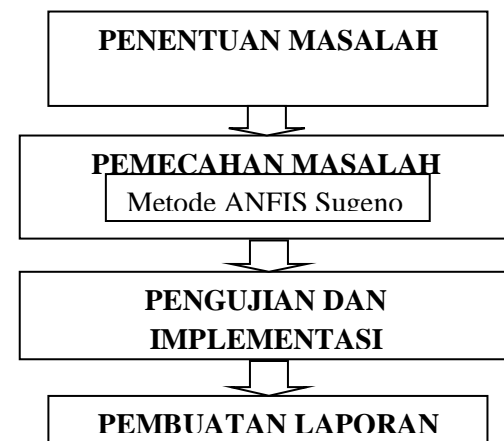 PENENTUAN MASALAH
PEMECAHAN MASALAH
Metode ANFIS Sugeno
PENGUJIAN DAN
IMPLEMENTASI
PEMBUATAN LAPORAN